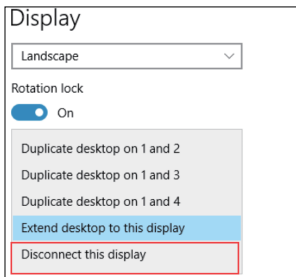 Display
Landscape
Rotation lock
On
Duplicate desktop on 1 and 2
Duplicate desktop on 1 and 3
Duplicate desktop on 1 and 4
Extend desktop to this display
Disconnect this display